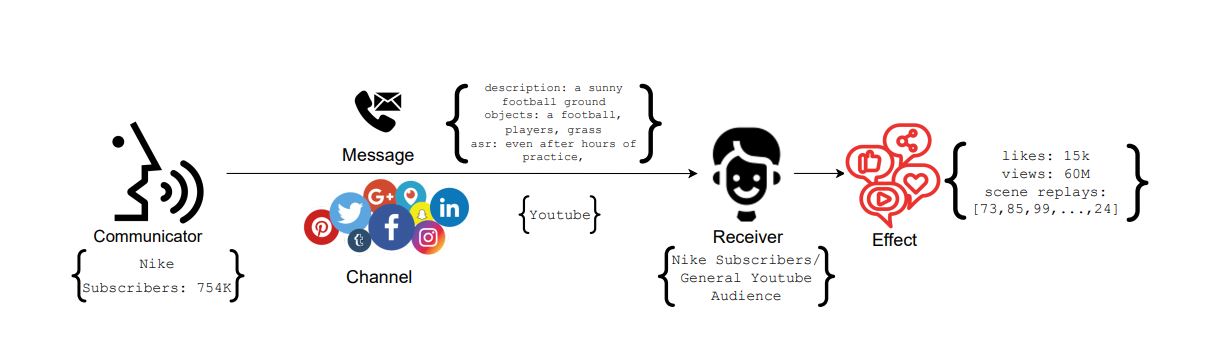 description: a sunny
football ground
objects: a football,
players, grass
asr: even after hours of
practice,
Message
Communicator
Nike
Subscribers: 754K
G+
in
f
t
Channel
Youtube
Receiver
Nike Subscribers/
General Youtube
Audience
Effect
likes: 15k
views: 60M
scene replays:
[73,85,99,...,24]